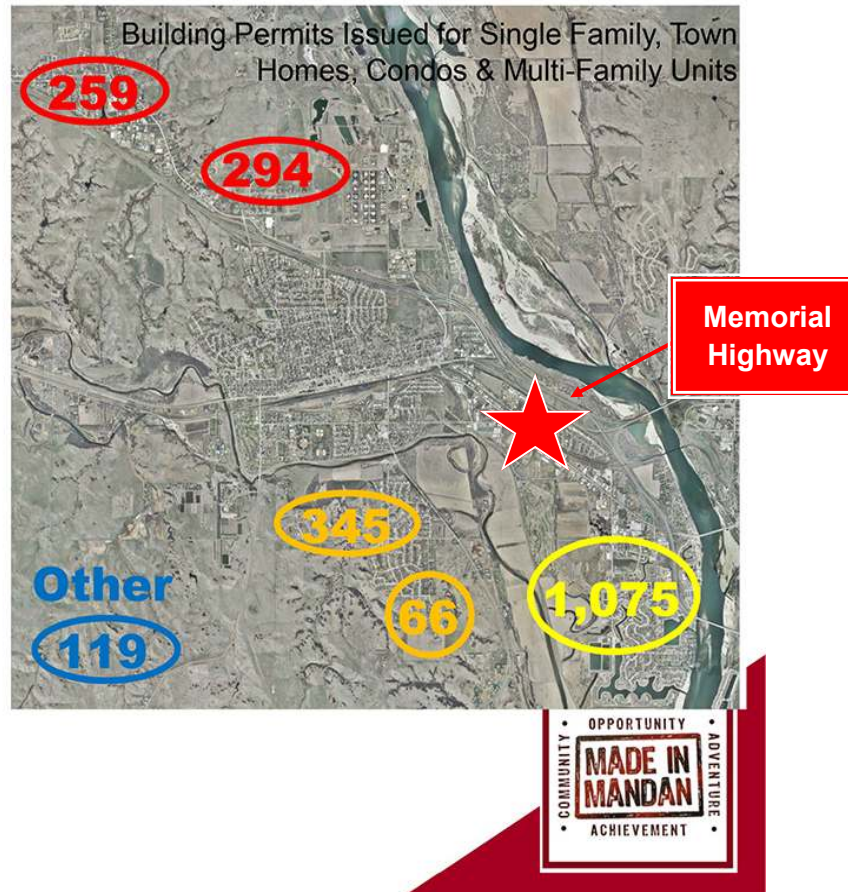 Building Permits Issued for Single Family, Town
Homes, Condos & Multi-Family Units
259
294
Memorial
Highway
345
Other
66
1,075
119
OPPORTUNITY
COMMUNITY
MADE IN
MANDAN
ADVENTURE
ACHIEVEMENT